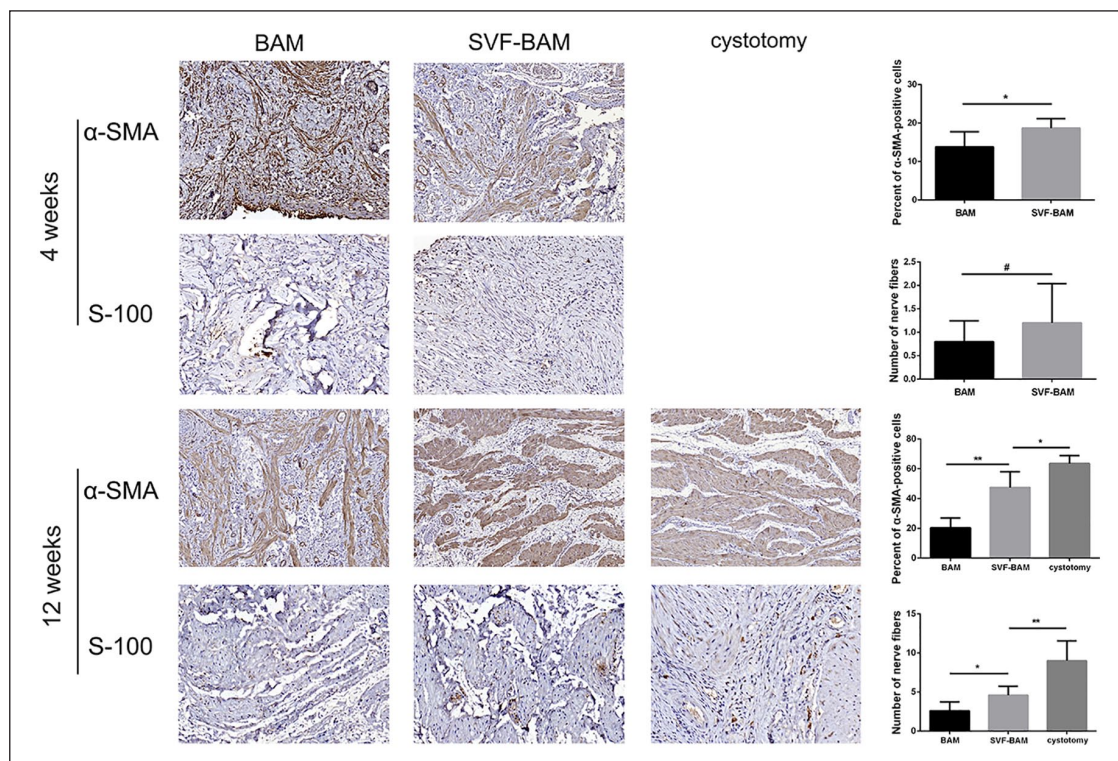 BAM
SVF-BAM
cystotomy
4 weeks
α-SMA
S-100
12 weeks
α-SMA
S-100
Percent of α-SMA-positive cells
30
20
10
0
*
BAM
SVF-BAM
Number of nerve fibers
2.5
2.0
1.5
1.0
0.5
0.0
#
BAM
SVF-BAM
Percent of α-SMA-positive cells
80
60
40
20
0
**
*
BAM
SVF-BAM
cystotomy
Number of nerve fibers
15
10
5
0
*
**
BAM
SVF-BAM
cystotomy